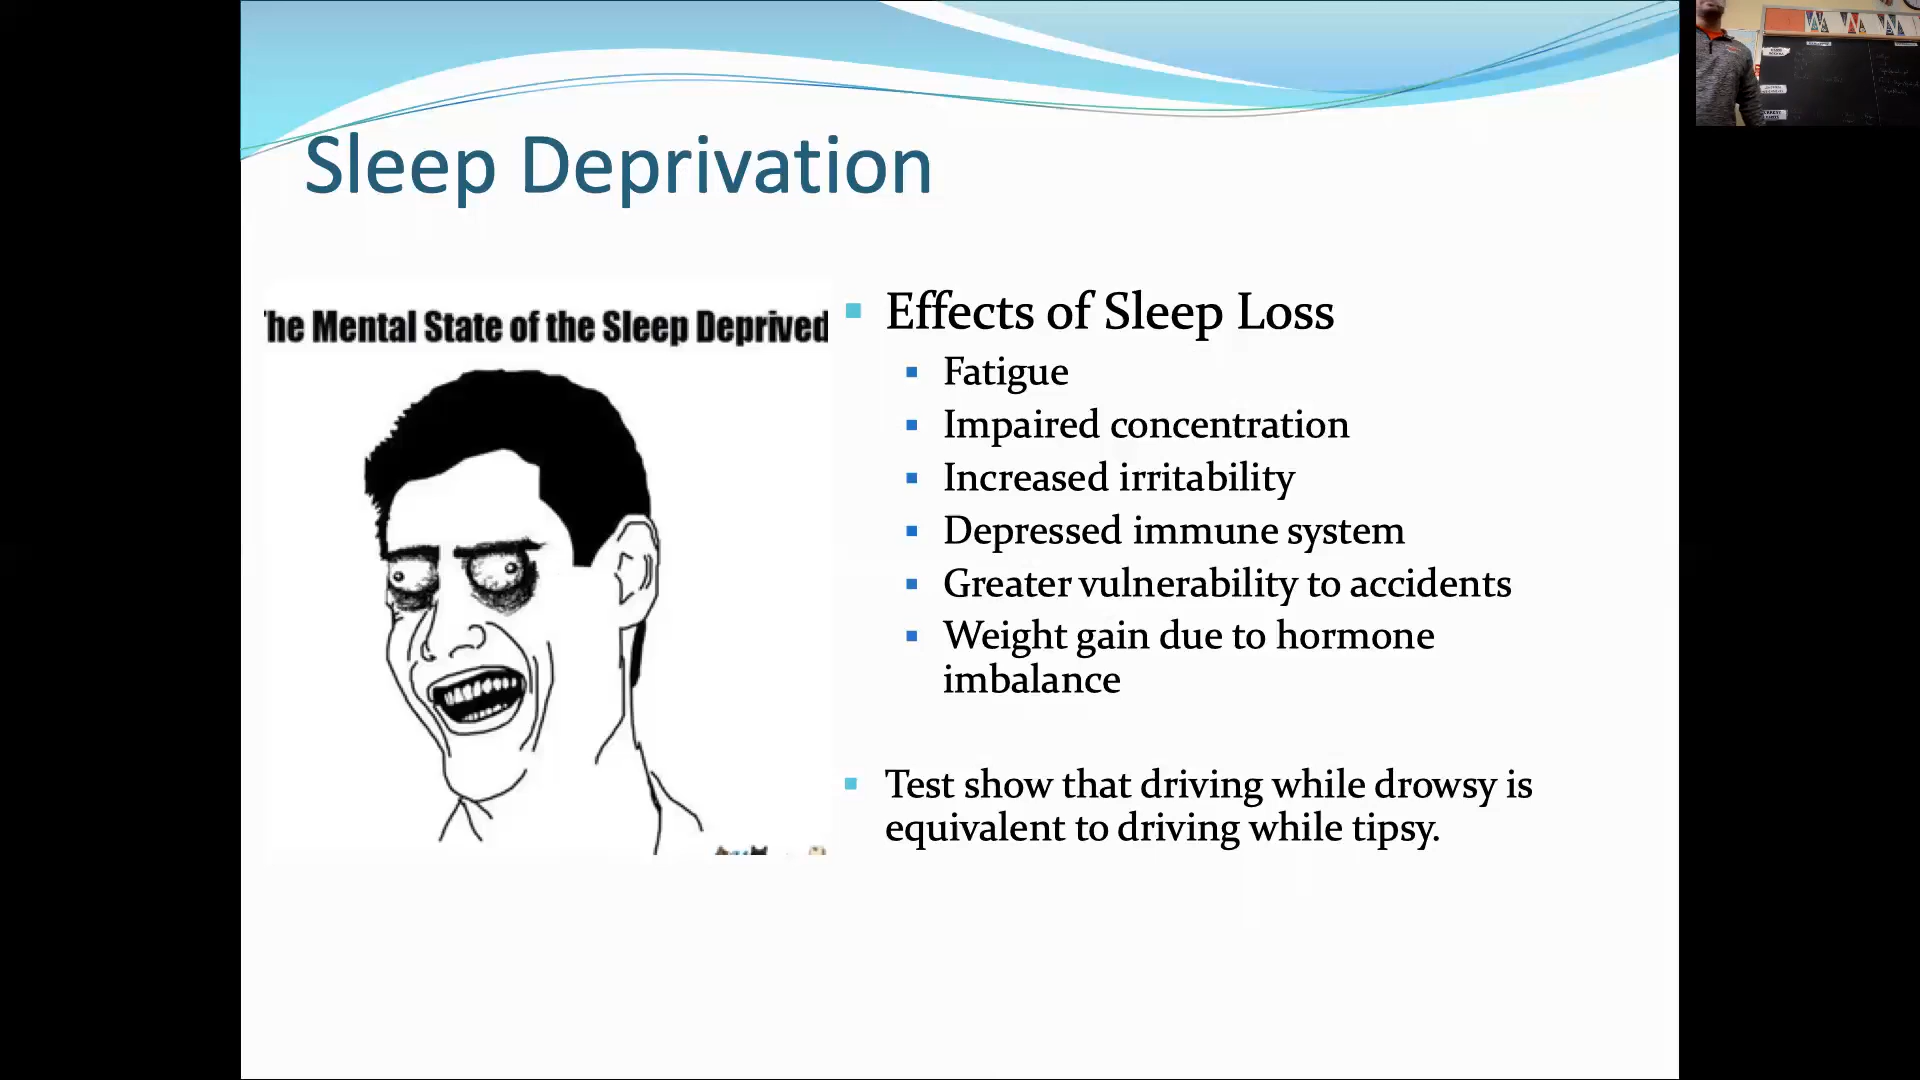 Sleep Deprivation
he Mental State of the Sleep Deprived
Effects of Sleep Loss
Fatigue
Impaired concentration
Increased irritability
Depressed immune system
Greater vulnerability to accidents
Weight gain due to hormone
imbalance
Test show that driving while drowsy is
equivalent to driving while tipsy.